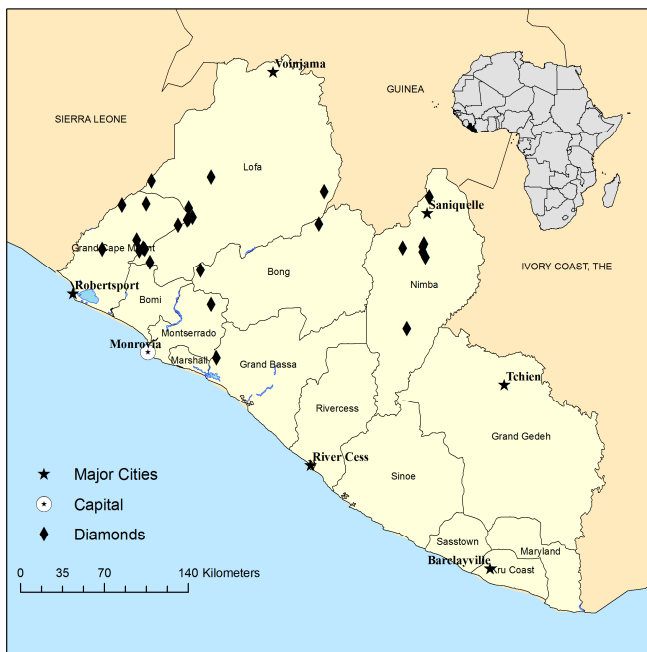 Voinjama
GUINEA
SIERRA LEONE
Lofa
Saniquelle
Grand Cape Mount
IVORY COAST, THE
Bong
Nimba
Robertsport
Bomi
Montserrado
Monrovia
Marshall
Grand Bassa
Tchien
Rivercess
Grand Gedeh
River Cess
Sinoe
Major Cities
Capital
Diamonds
Sasstown
Maryland
Barclayville
Kru Coast
0 35 70 140 Kilometers